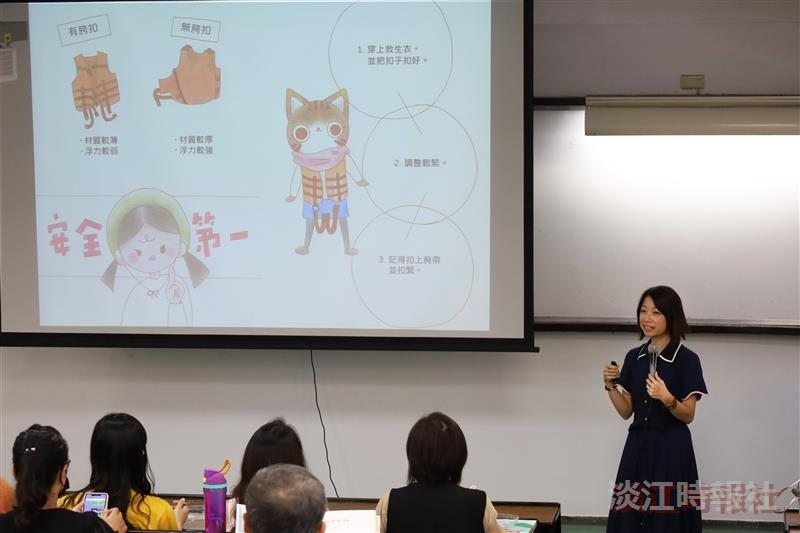 有胯扣
無胯扣
·材質較薄
·浮力較弱
·材質較厚
·浮力較強
安全第一
1. 穿上救生衣，
並把扣子扣好。
2. 調整鬆緊。
3. 記得扣上胯帶
並扣緊。
淡江時報社